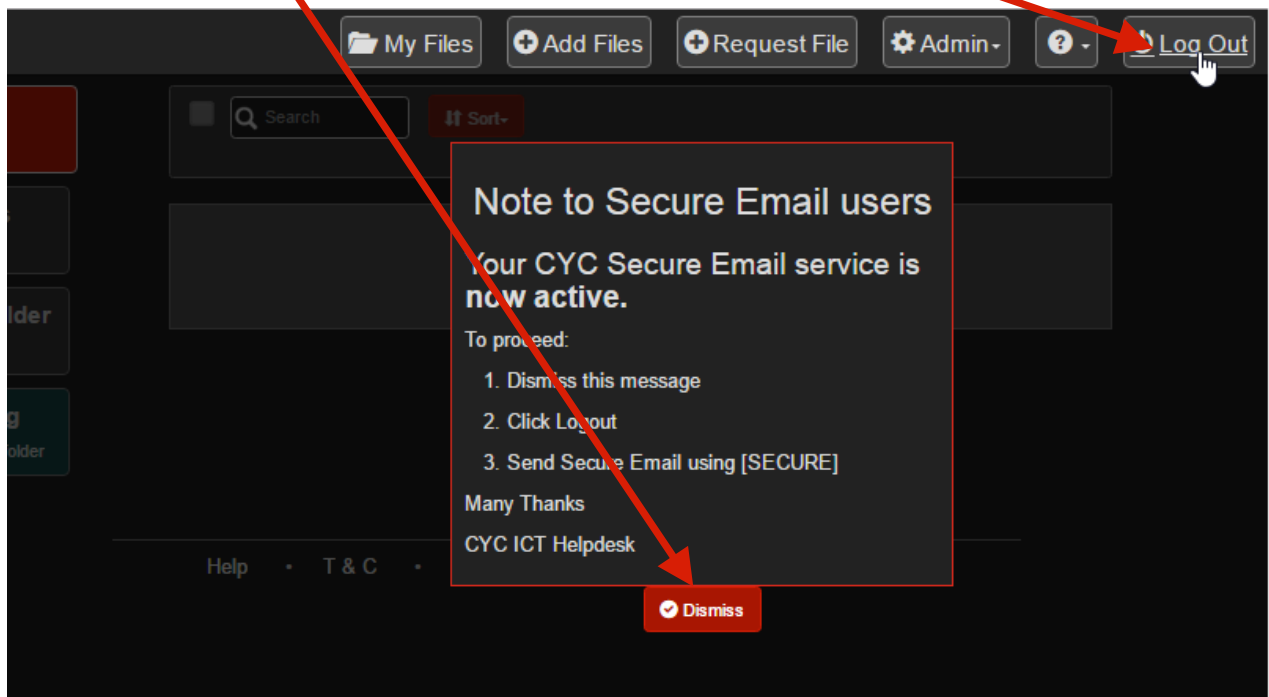 My Files Add Files Request File Admin Log Out
Search Sort
Note to Secure Email users
Your CYC Secure Email service is
now active.
To proceed:
1. Dismiss this message
2. Click Logout
3. Send Secure Email using [SECURE]
Many Thanks
CYC ICT Helpdesk
lder
g
older
Help · T & C ·
Dismiss